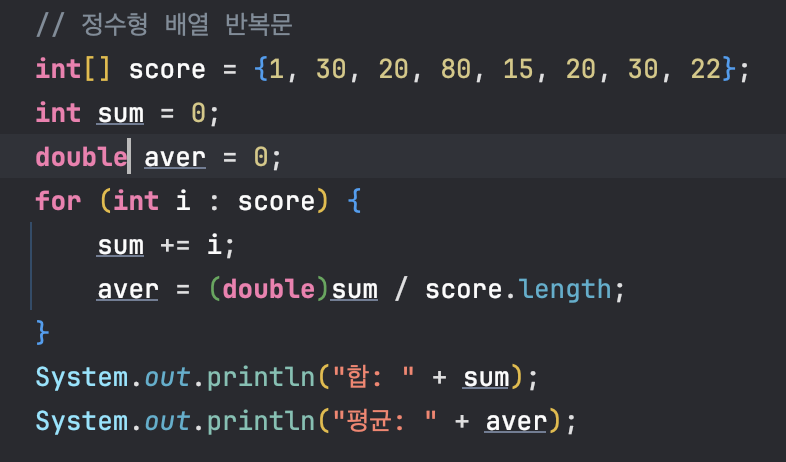 // 정수형 배열 반복문
int[] score = {1, 30, 20, 80, 15, 20, 30, 22};
int sum = 0;
double aver = 0;
for (int i : score) {
    sum += i;
    aver = (double)sum / score.length;
}
System.out.println("합: " + sum);
System.out.println("평균: " + aver);